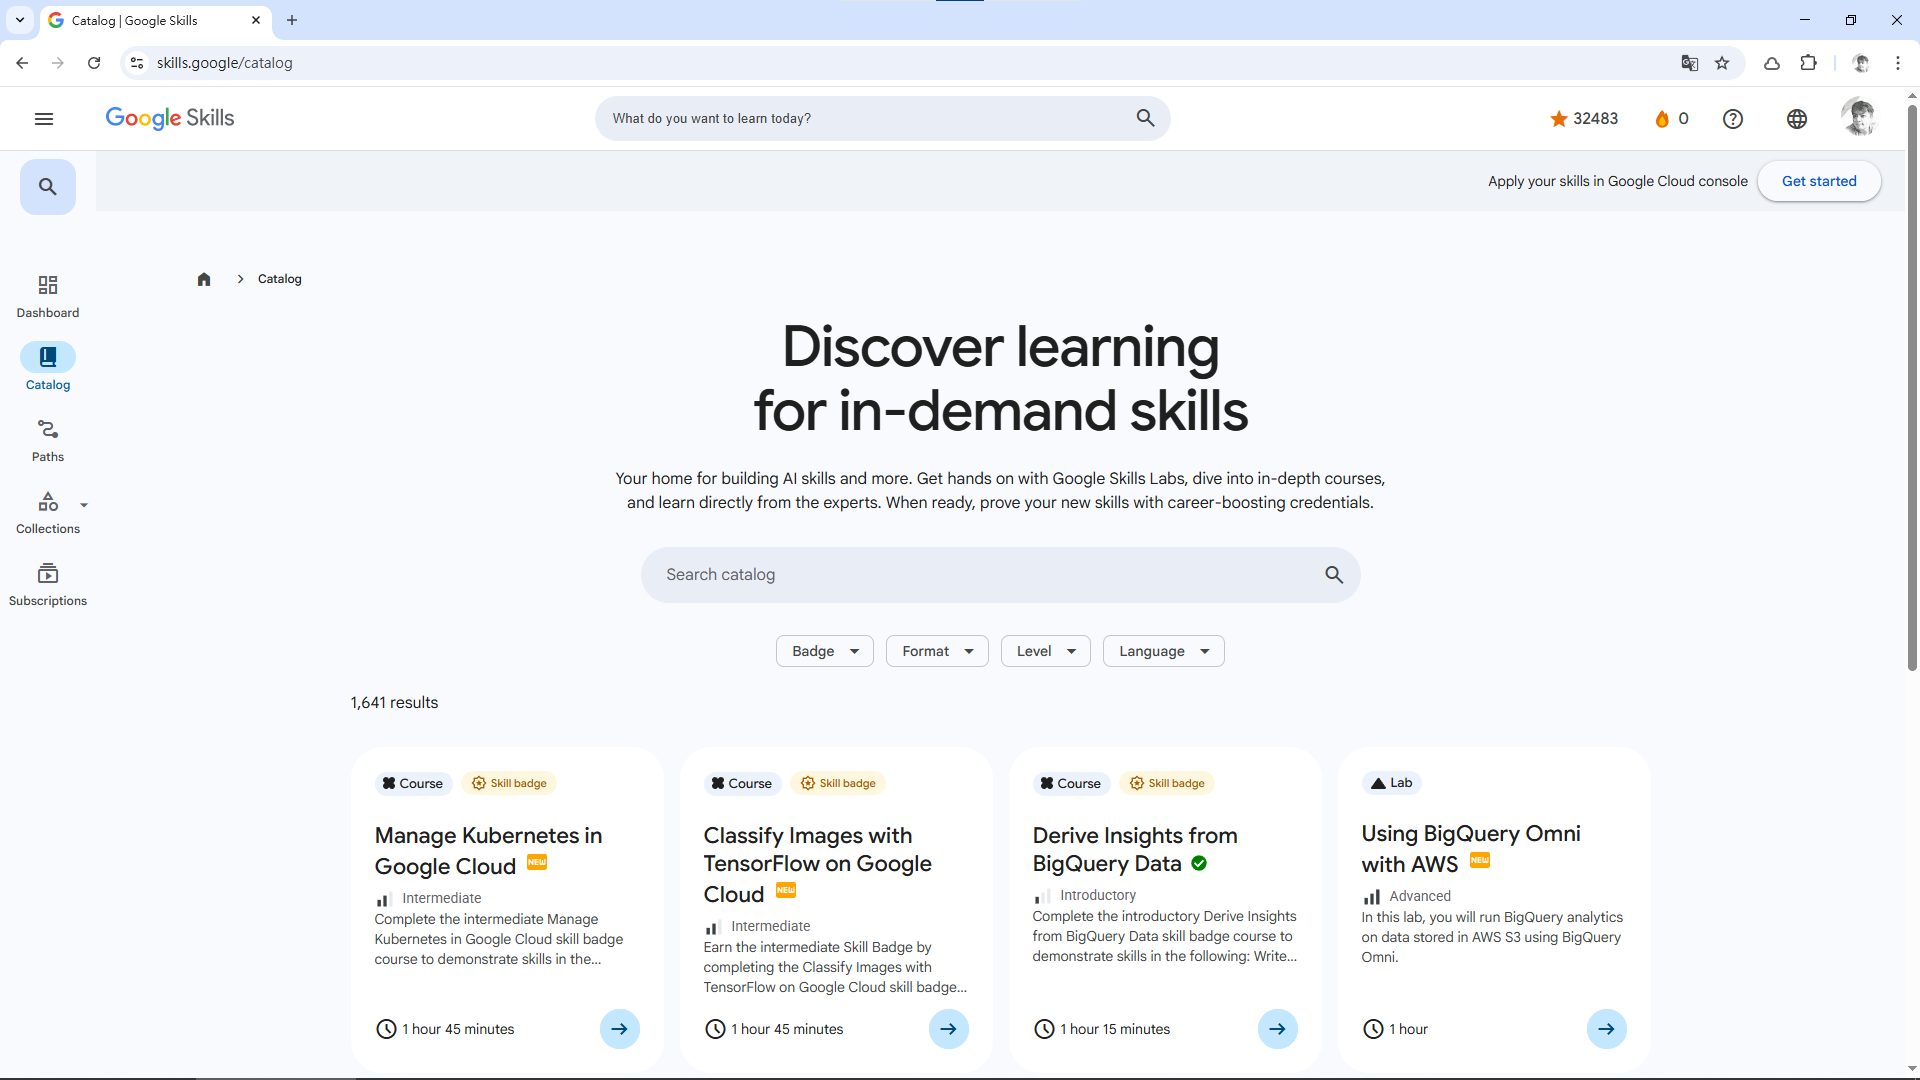 Catalog | Google Skills
skills.google/catalog
Google Skills
What do you want to learn today?
32483
0
Apply your skills in Google Cloud console
Get started
Dashboard
Catalog
Paths
Collections
Subscriptions
Catalog
Discover learning
for in-demand skills
Your home for building AI skills and more. Get hands on with Google Skills Labs, dive into in-depth courses,
and learn directly from the experts. When ready, prove your new skills with career-boosting credentials.
Search catalog
Badge
Format
Level
Language
1,641 results
Course
Skill badge
Manage Kubernetes in
Google Cloud NEW
Intermediate
Complete the intermediate Manage
Kubernetes in Google Cloud skill badge
course to demonstrate skills in the...
1 hour 45 minutes
Course
Skill badge
Classify Images with
TensorFlow on Google
Cloud NEW
Intermediate
Earn the intermediate Skill Badge by
completing the Classify Images with
TensorFlow on Google Cloud skill badge...
1 hour 45 minutes
Course
Skill badge
Derive Insights from
BigQuery Data
Introductory
Complete the introductory Derive Insights
from BigQuery Data skill badge course to
demonstrate skills in the following: Write...
1 hour 15 minutes
Lab
Using BigQuery Omni
with AWS NEW
Advanced
In this lab, you will run BigQuery analytics
on data stored in AWS S3 using BigQuery
Omni.
1 hour